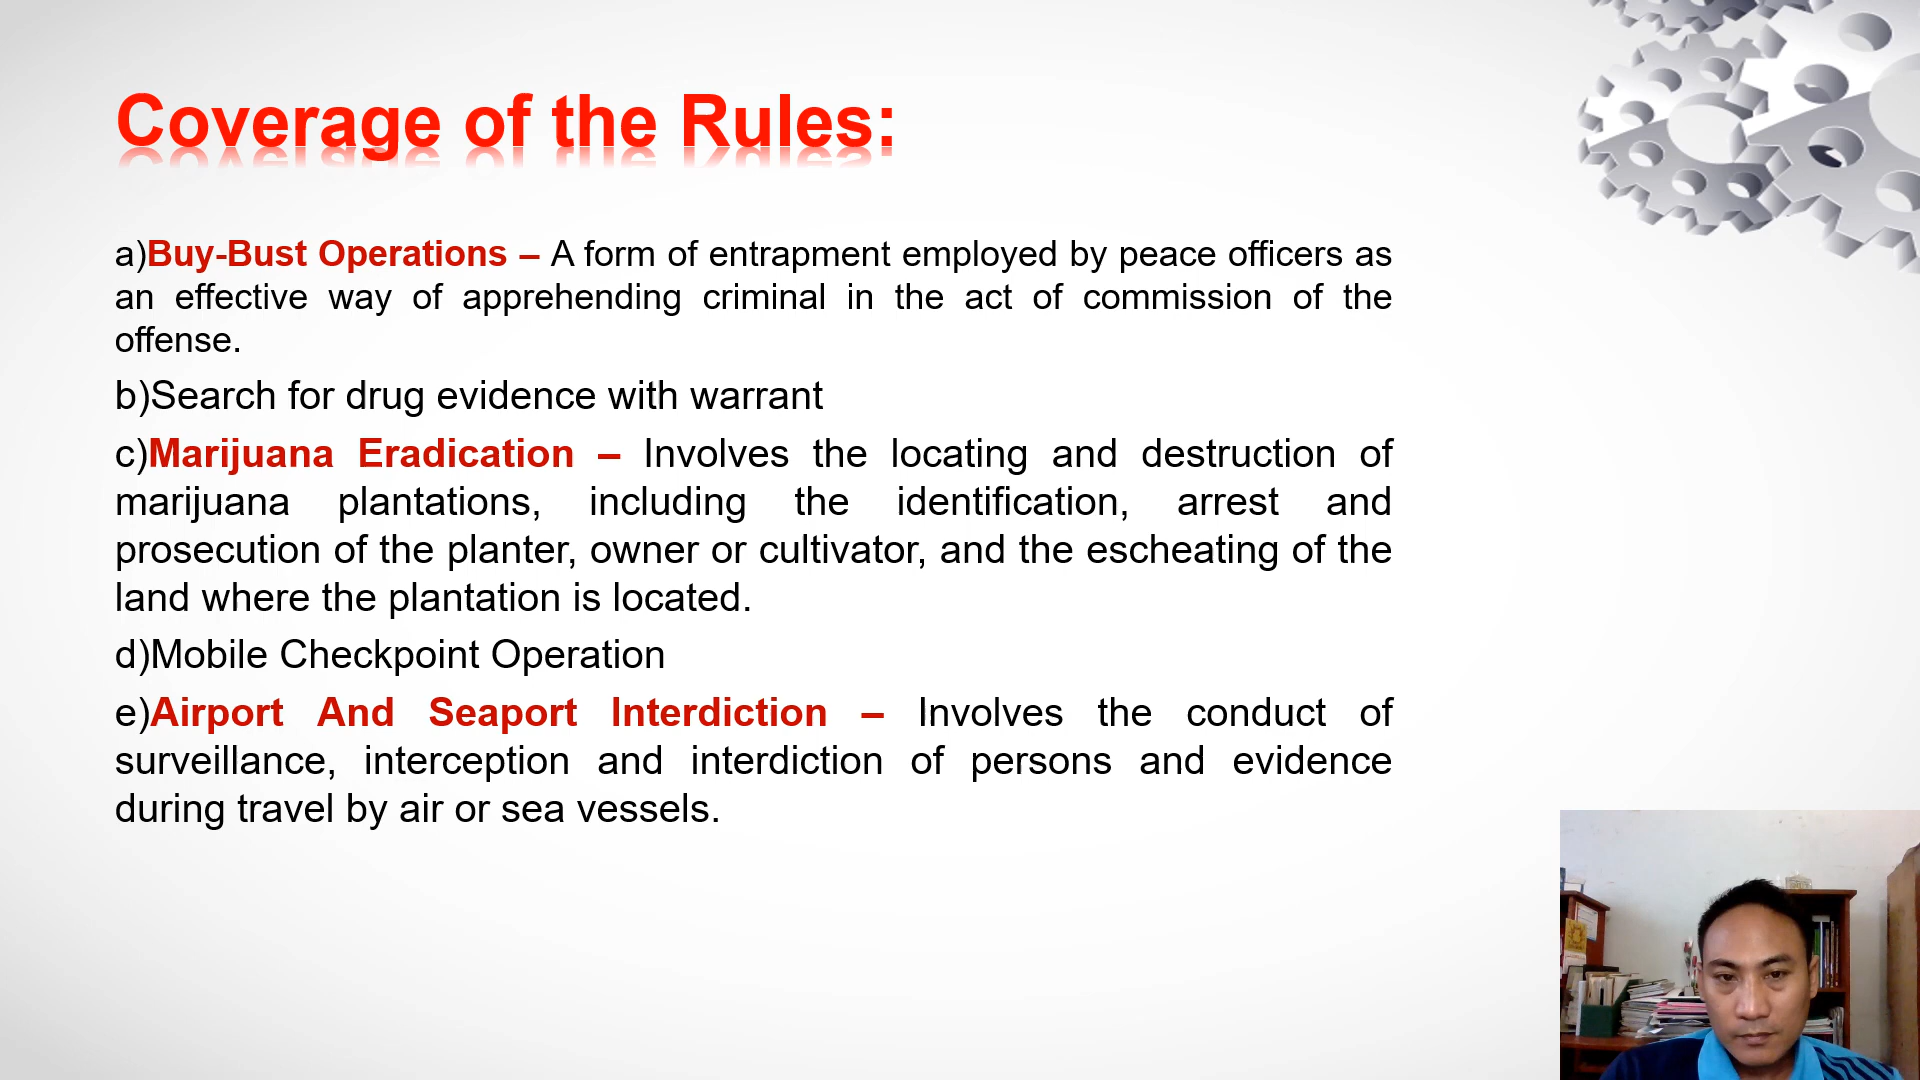 Coverage of the Rules:
a)Buy-Bust Operations – A form of entrapment employed by peace officers as
an effective way of apprehending criminal in the act of commission of the
offense.
b)Search for drug evidence with warrant
c)Marijuana Eradication – Involves the locating and destruction of
marijuana plantations, including the identification, arrest and
prosecution of the planter, owner or cultivator, and the escheating of the
land where the plantation is located.
d)Mobile Checkpoint Operation
e)Airport And Seaport Interdiction – Involves the conduct of
surveillance, interception and interdiction of persons and evidence
during travel by air or sea vessels.